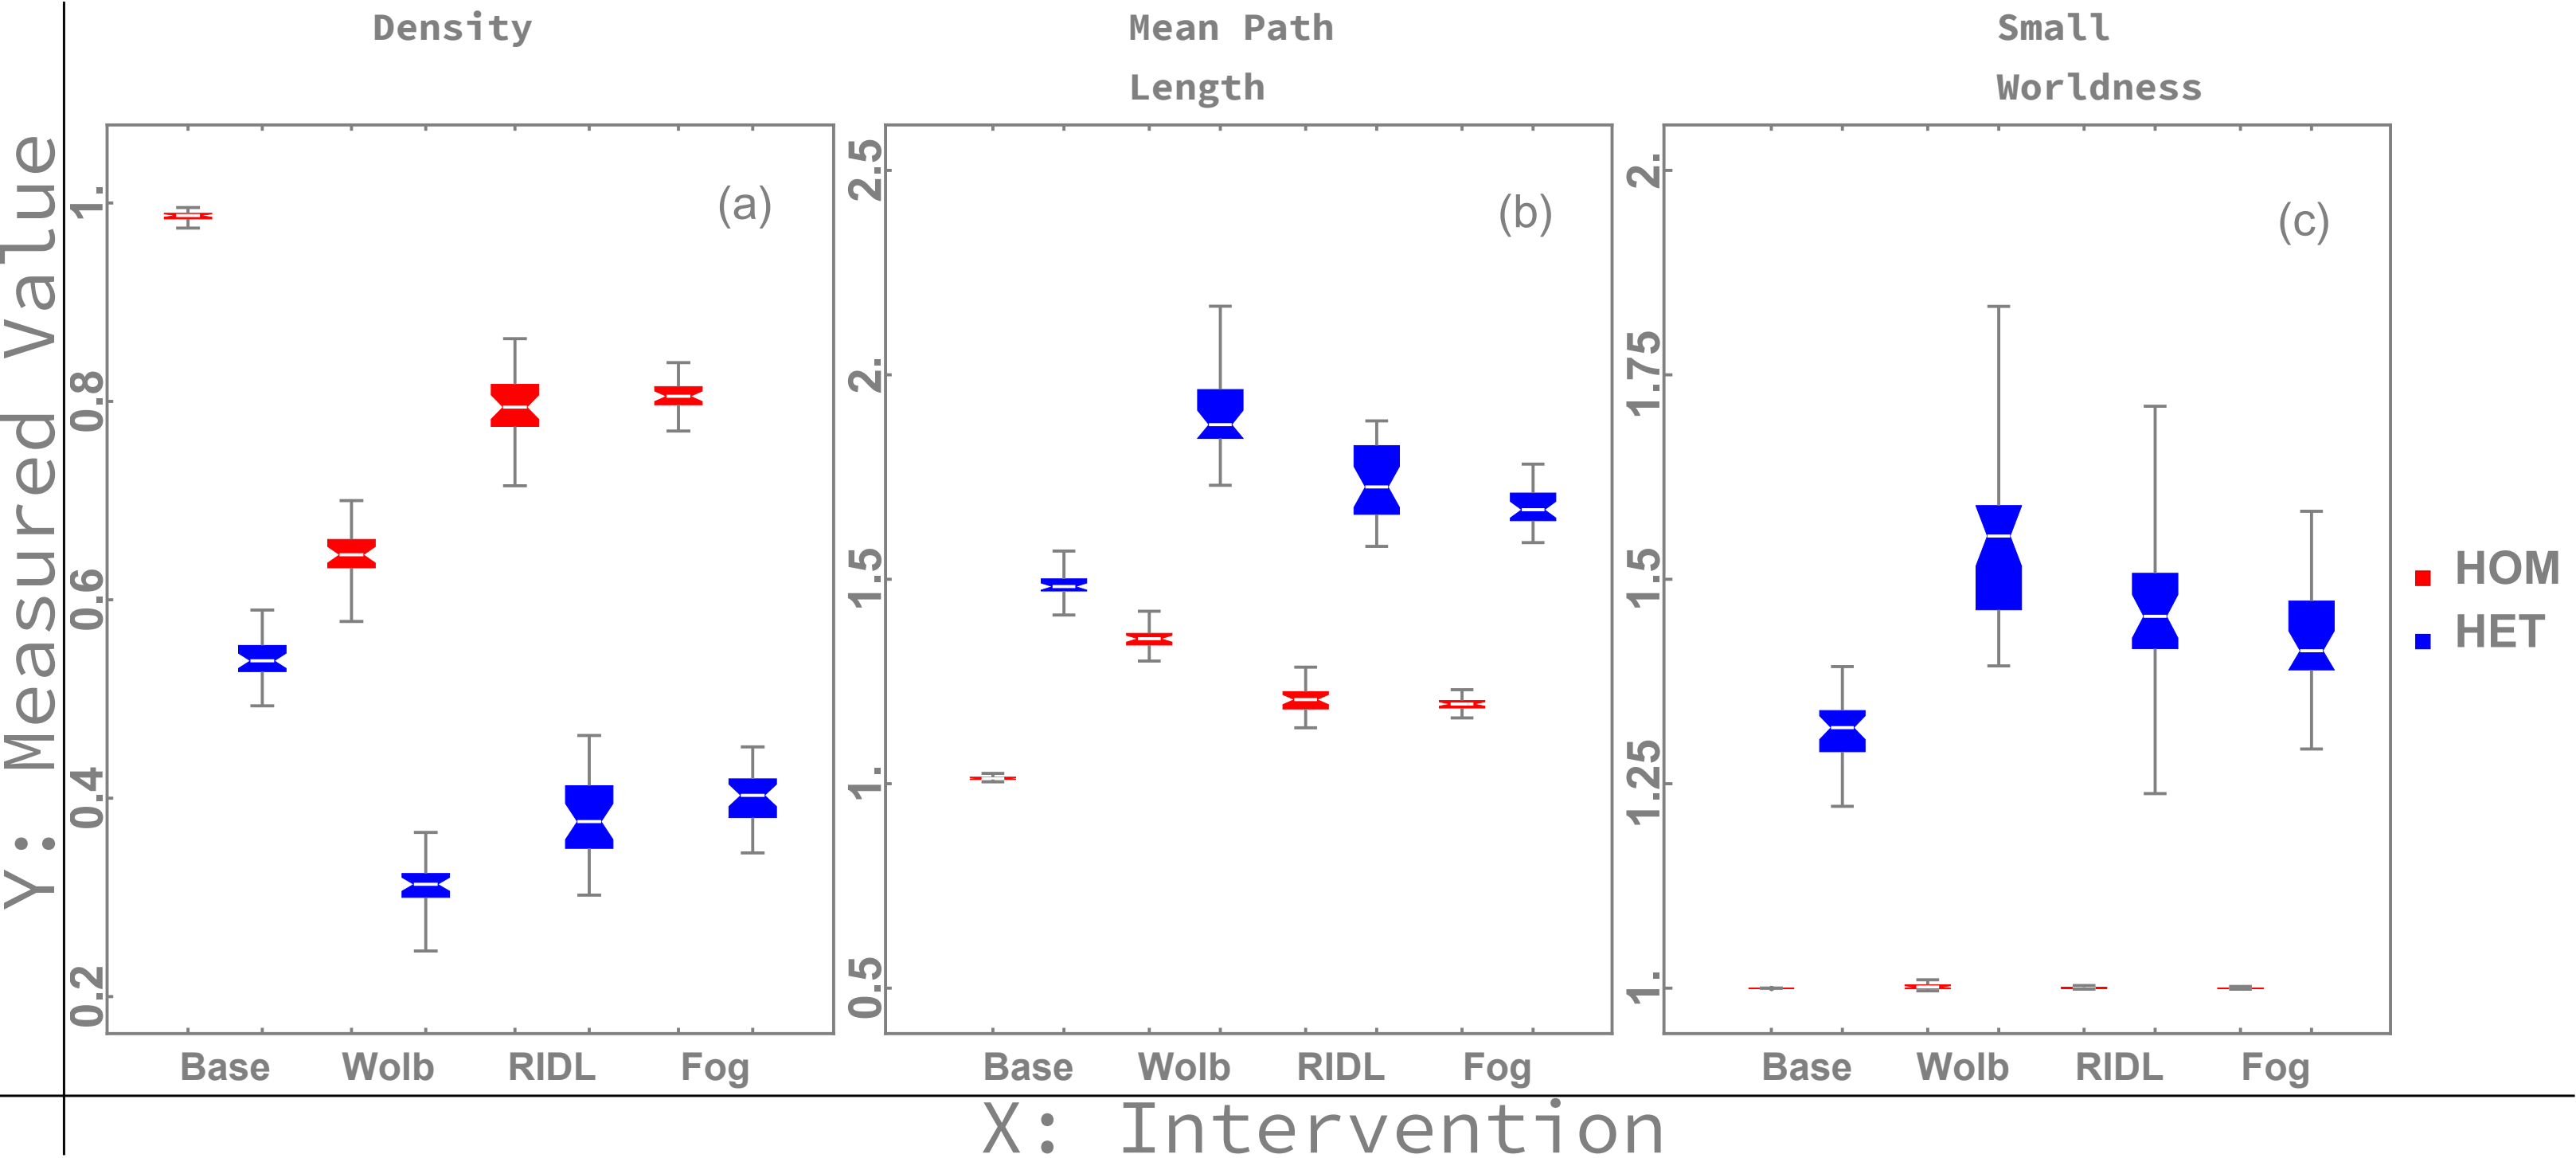 Density
Mean Path
Length
Small
Worldness
Y: Measured Value
1.
0.8
0.6
0.4
0.2
(a)
Base Wolb RIDL Fog
2.5
2.
1.5
1.
0.5
(b)
Base Wolb RIDL Fog
2.
1.75
1.5
1.25
1.
(c)
Base Wolb RIDL Fog
HOM
HET
X: Intervention